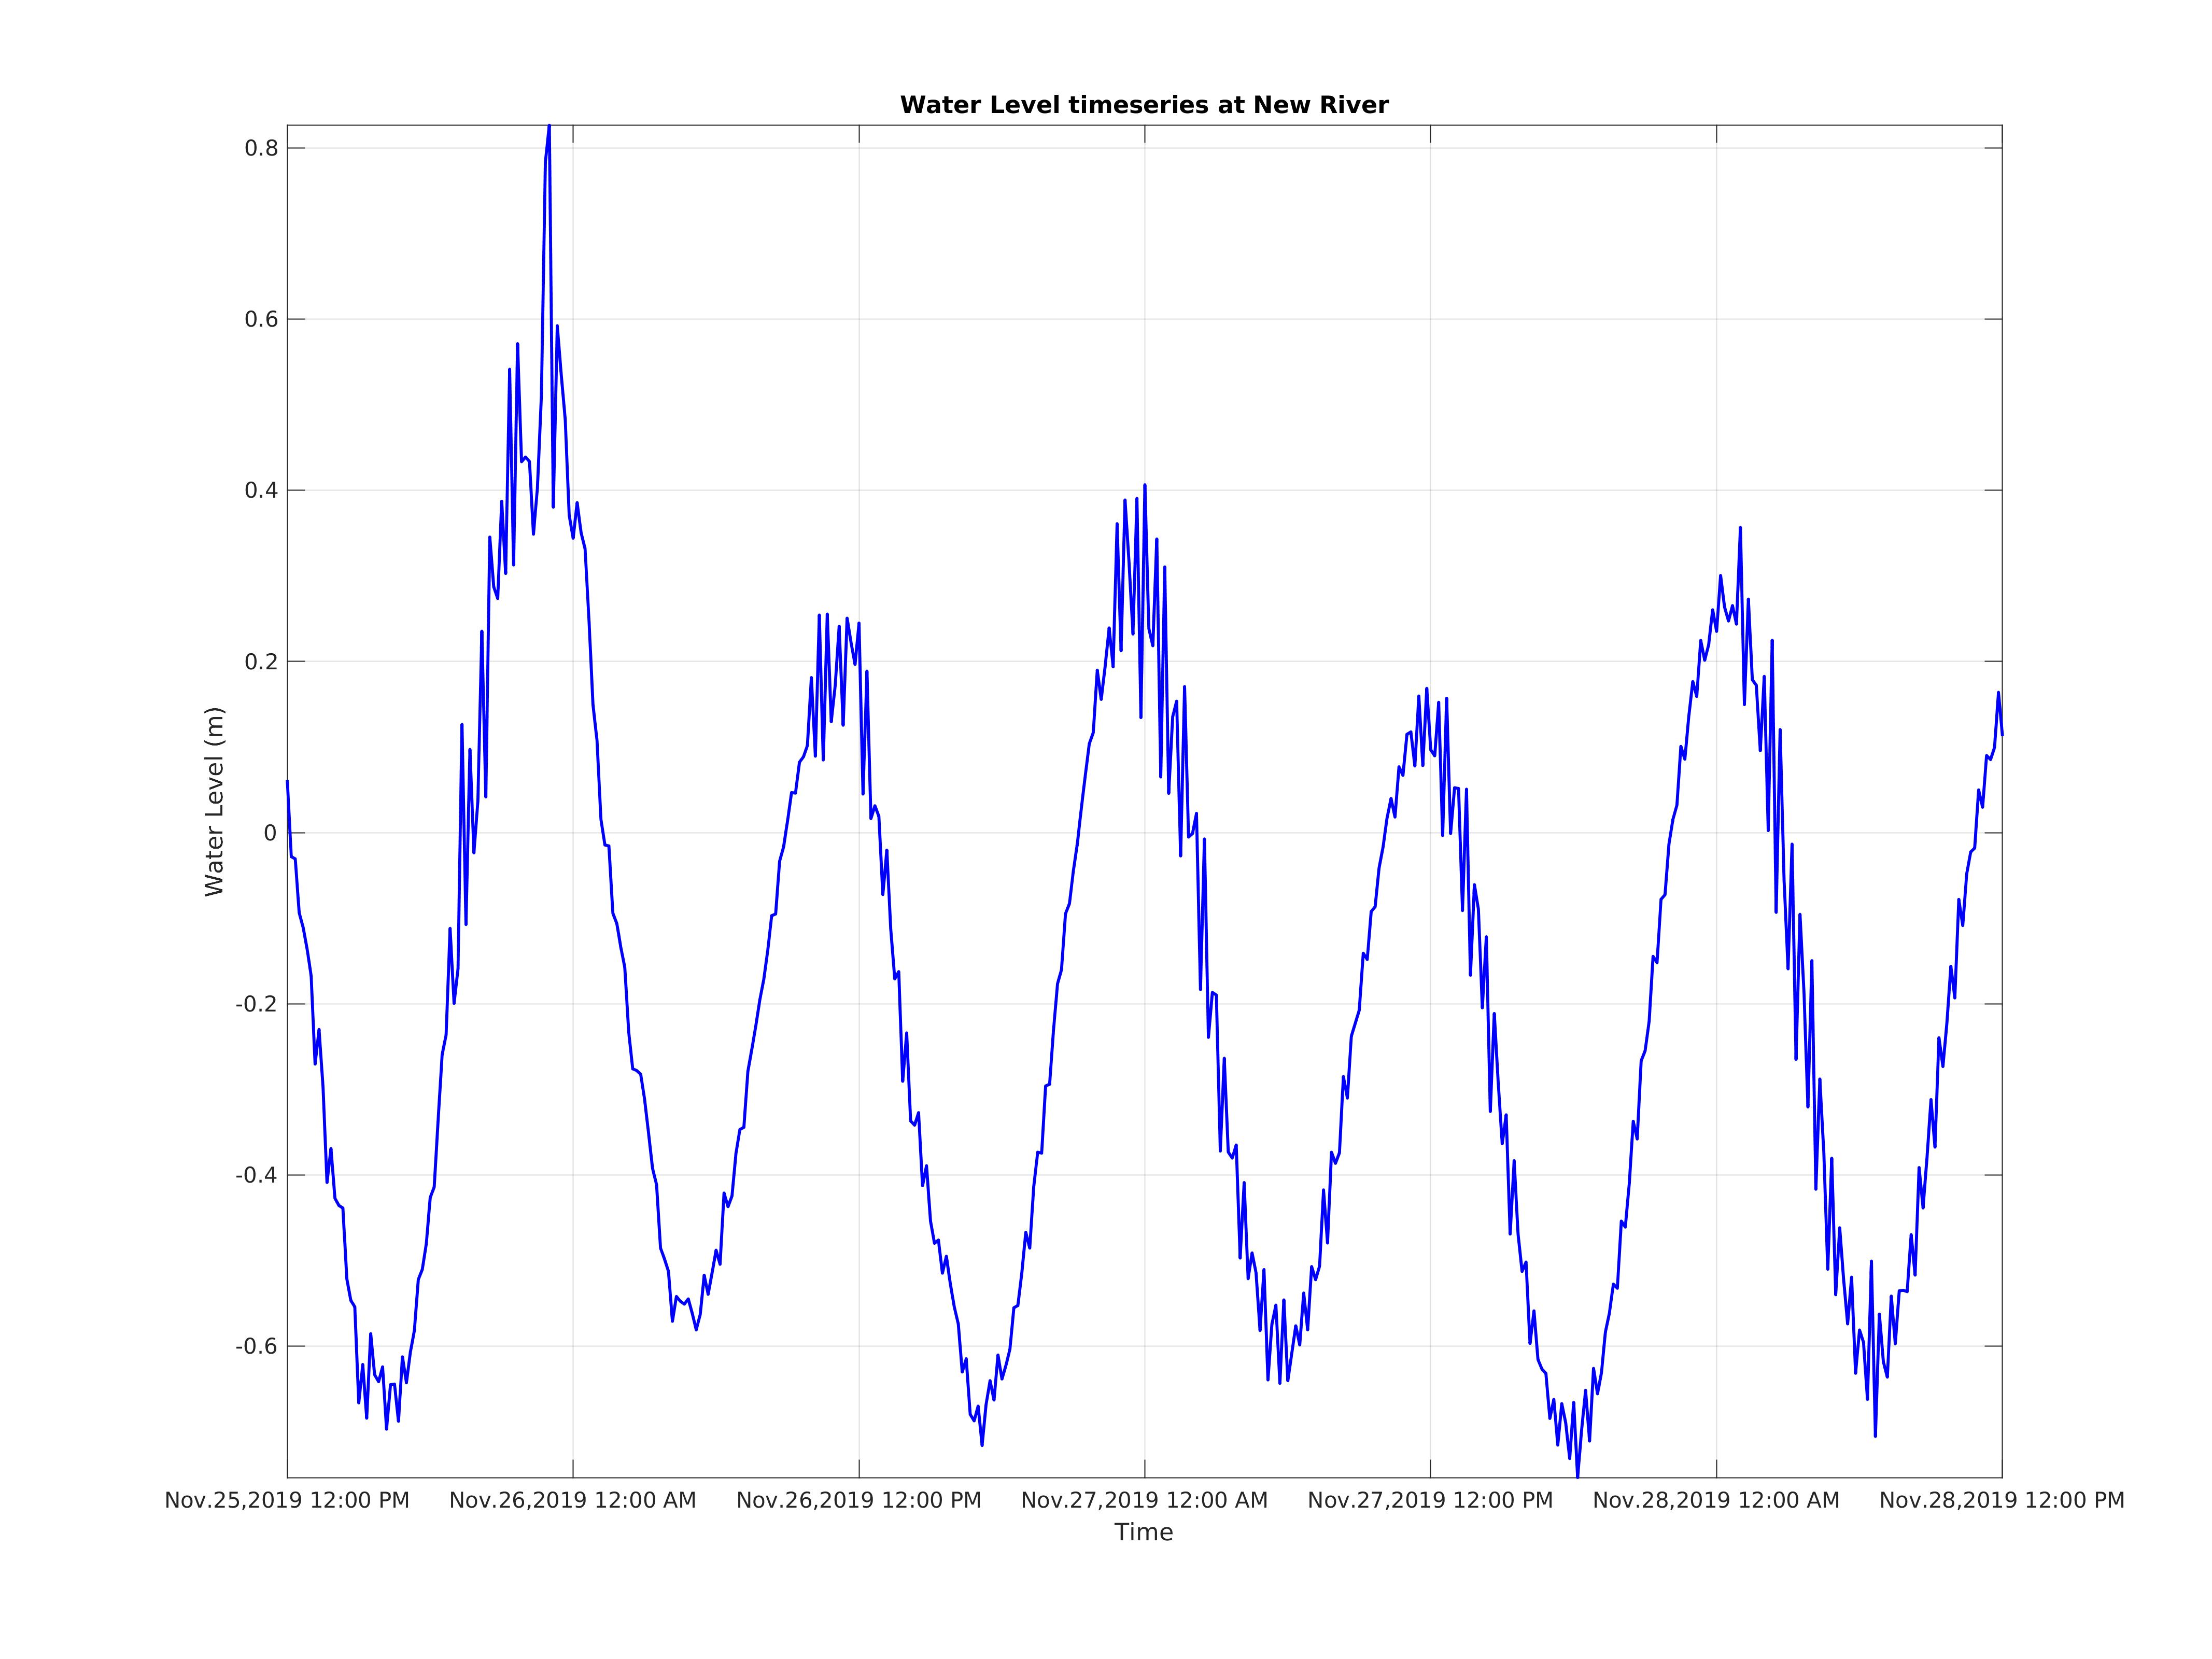 Water Level timeseries at New River
0.8
0.6
0.4
0.2
0
-0.2
-0.4
-0.6
Water Level (m)
Nov.25,2019 12:00 PM Nov.26,2019 12:00 AM Nov.26,2019 12:00 PM Nov.27,2019 12:00 AM Nov.27,2019 12:00 PM Nov.28,2019 12:00 AM Nov.28,2019 12:00 PM
Time